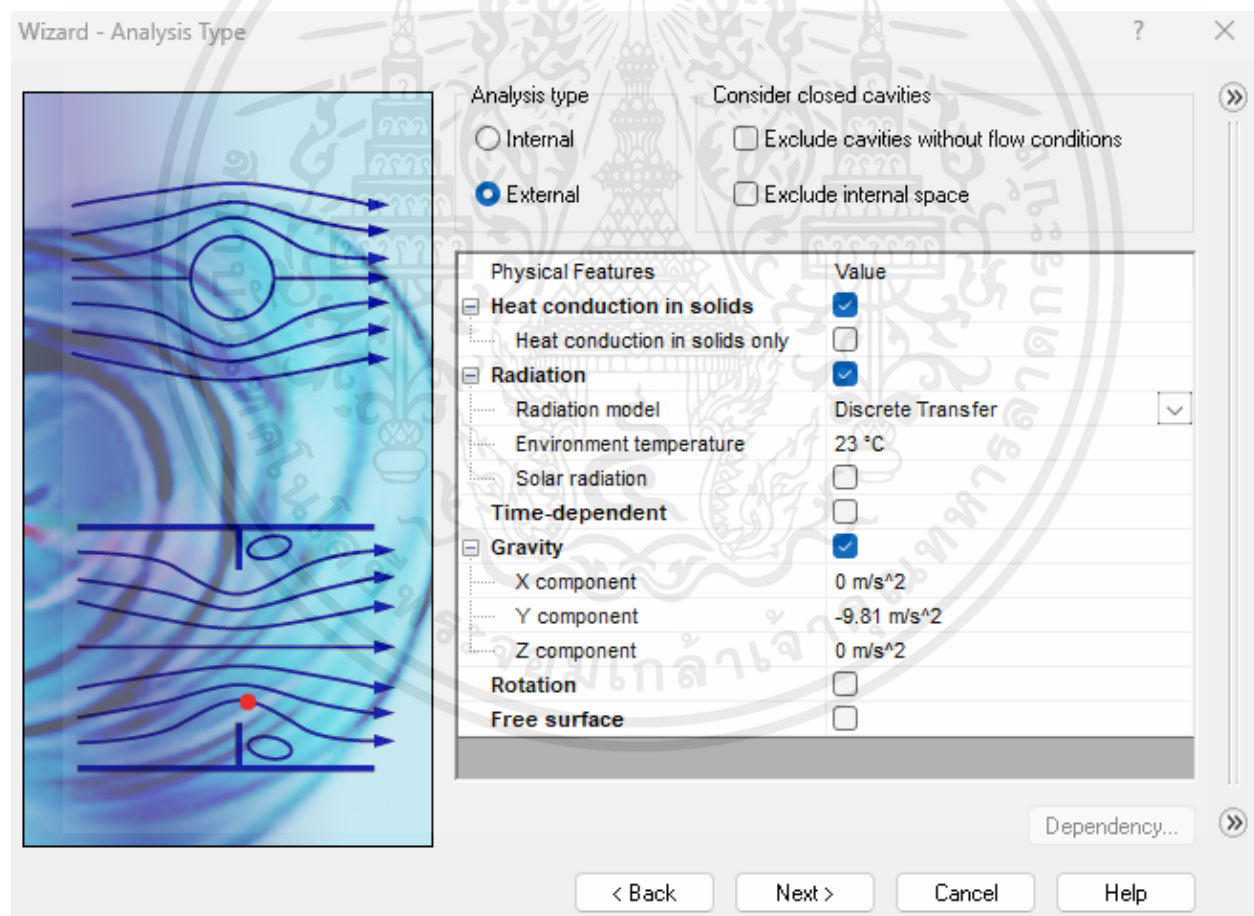 Wizard - Analysis Type
?
Analysis type
Consider closed cavities
Internal
Exclude cavities without flow conditions
External
Exclude internal space
Physical Features Value
Heat conduction in solids
Heat conduction in solids only
Radiation
Radiation model Discrete Transfer
Environment temperature 23 °C
Solar radiation
Time-dependent
Gravity
X component 0 m/s^2
Y component -9.81 m/s^2
Z component 0 m/s^2
Rotation
Free surface
Dependency...
< Back Next > Cancel Help